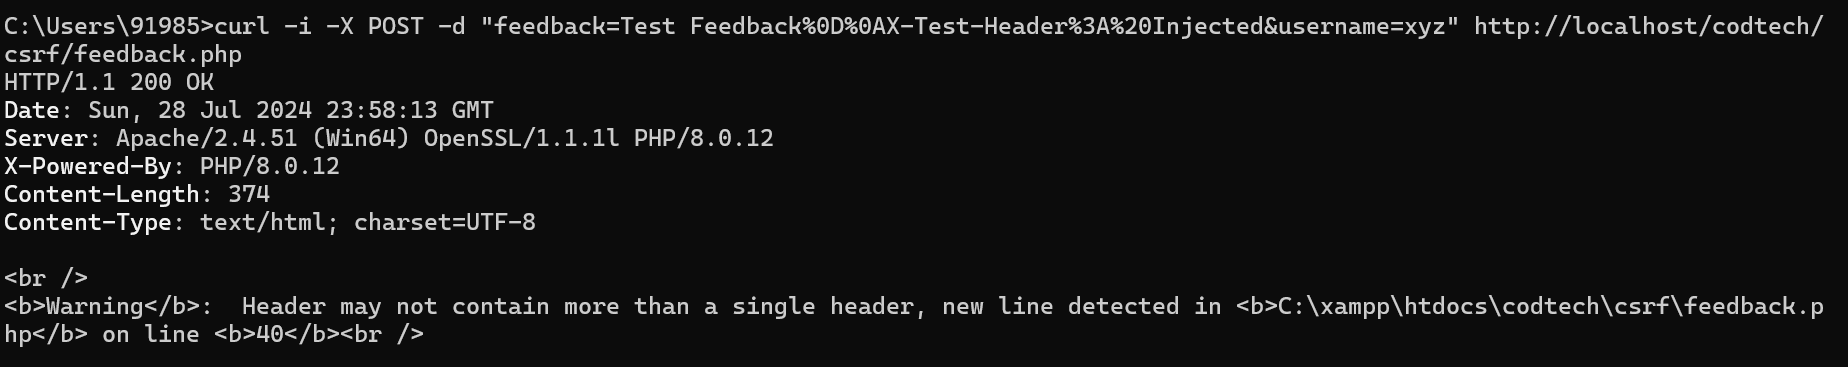 C:\Users\91985>curl -i -X POST -d "feedback=Test Feedback%0D%0AX-Test-Header%3A%20Injected&username=xyz" http://localhost/codtech/
csrf/feedback.php
HTTP/1.1 200 OK
Date: Sun, 28 Jul 2024 23:58:13 GMT
Server: Apache/2.4.51 (Win64) OpenSSL/1.1.1l PHP/8.0.12
X-Powered-By: PHP/8.0.12
Content-Length: 374
Content-Type: text/html; charset=UTF-8

<br />
<b>Warning</b>:  Header may not contain more than a single header, new line detected in <b>C:\xampp\htdocs\codtech\csrf\feedback.p
hp</b> on line <b>40</b><br />